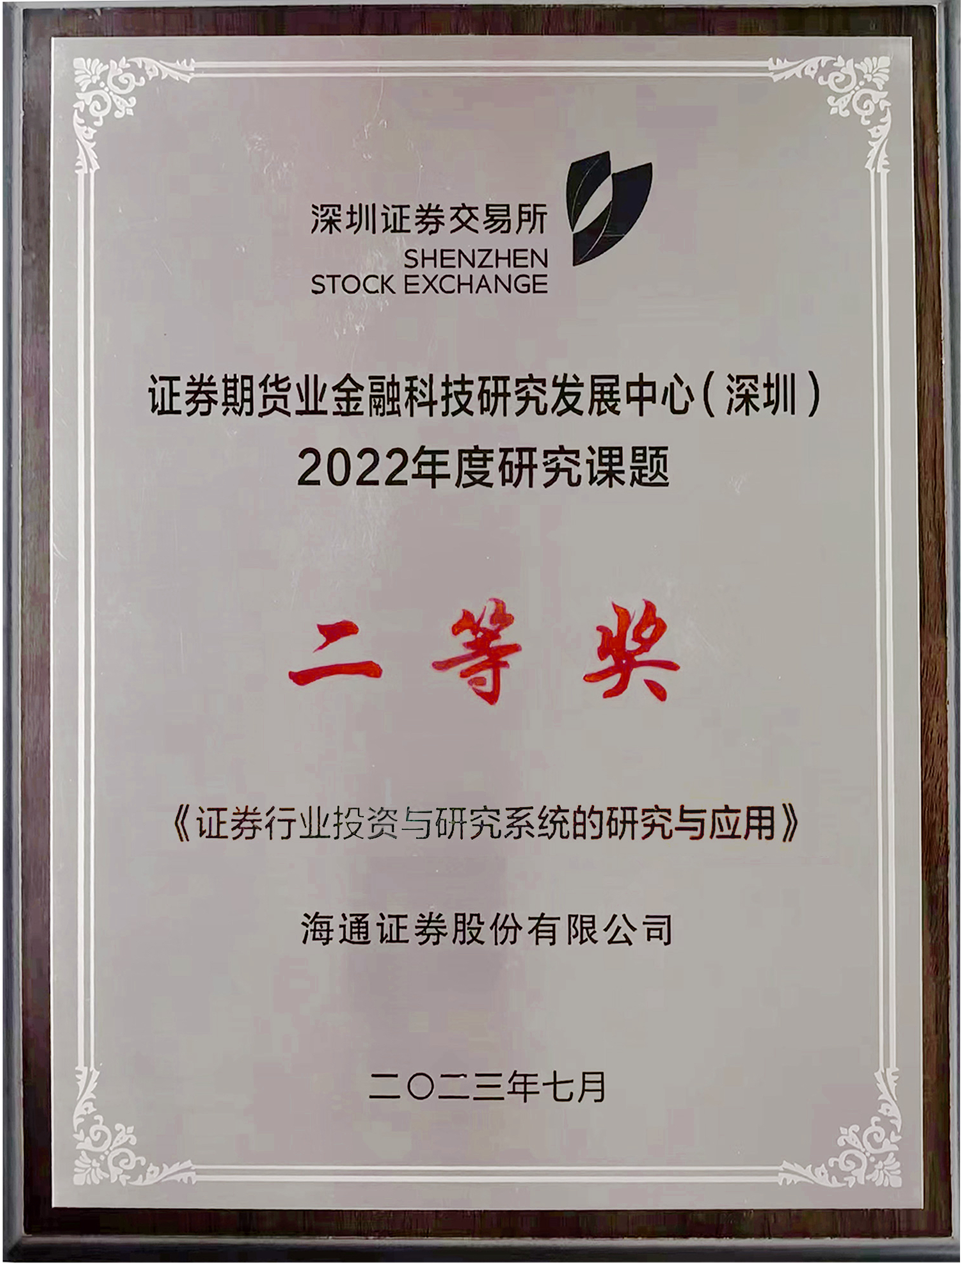 深圳证券交易所
SHENZHEN
STOCK EXCHANGE
证券期货业金融科技研究发展中心（深圳）
2022年度研究课题
二等奖
《证券行业投资与研究系统的研究与应用》
海通证券股份有限公司
二〇二三年七月